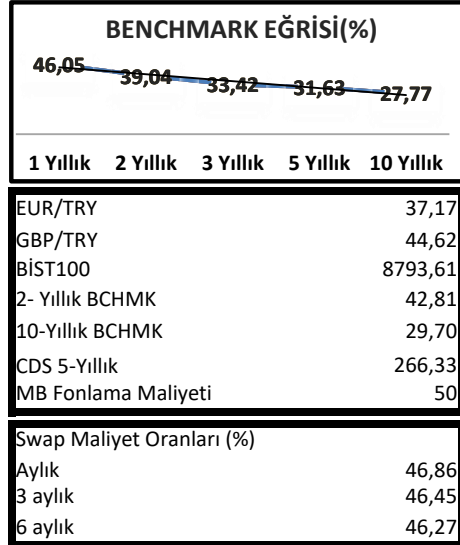 BENCHMARK EĞRİSİ(%)
46,05 39,04 33,42 31,63 27,77
1 Yıllık 2 Yıllık 3 Yıllık 5 Yıllık 10 Yıllık
EUR/TRY 37,17
GBP/TRY 44,62
BİST100 8793,61
2- Yıllık BCHMK 42,81
10-Yıllık BCHMK 29,70
CDS 5-Yıllık 266,33
MB Fonlama Maliyeti 50
Swap Maliyet Oranları (%)
Aylık 46,86
3 aylık 46,45
6 aylık 46,27